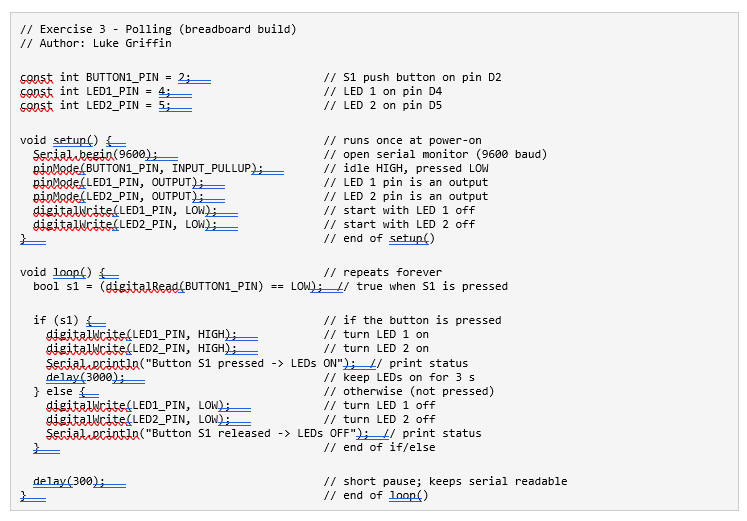 // Exercise 3 - Polling (breadboard build)
// Author: Luke Griffin
const int BUTTON1_PIN = 2; // S1 push button on pin D2
const int LED1_PIN = 4; // LED 1 on pin D4
const int LED2_PIN = 5; // LED 2 on pin D5
void setup() { // runs once at power-on
Serial.begin(9600); // open serial monitor (9600 baud)
pinMode(BUTTON1_PIN, INPUT_PULLUP); // idle HIGH, pressed LOW
pinMode(LED1_PIN, OUTPUT); // LED 1 pin is an output
pinMode(LED2_PIN, OUTPUT); // LED 2 pin is an output
digitalWrite(LED1_PIN, LOW); // start with LED 1 off
digitalWrite(LED2_PIN, LOW); // start with LED 2 off
} // end of setup()
void loop() { // repeats forever
bool s1 = (digitalRead(BUTTON1_PIN) == LOW); // true when S1 is pressed
if (s1) { // if the button is pressed
digitalWrite(LED1_PIN, HIGH); // turn LED 1 on
digitalWrite(LED2_PIN, HIGH); // turn LED 2 on
Serial.println("Button S1 pressed -> LEDs ON"); // print status
delay(3000); // keep LEDs on for 3 s
} else { // otherwise (not pressed)
digitalWrite(LED1_PIN, LOW); // turn LED 1 off
digitalWrite(LED2_PIN, LOW); // turn LED 2 off
Serial.println("Button S1 released -> LEDs OFF"); // print status
} // end of if/else
delay(300); // short pause; keeps serial readable
} // end of loop()